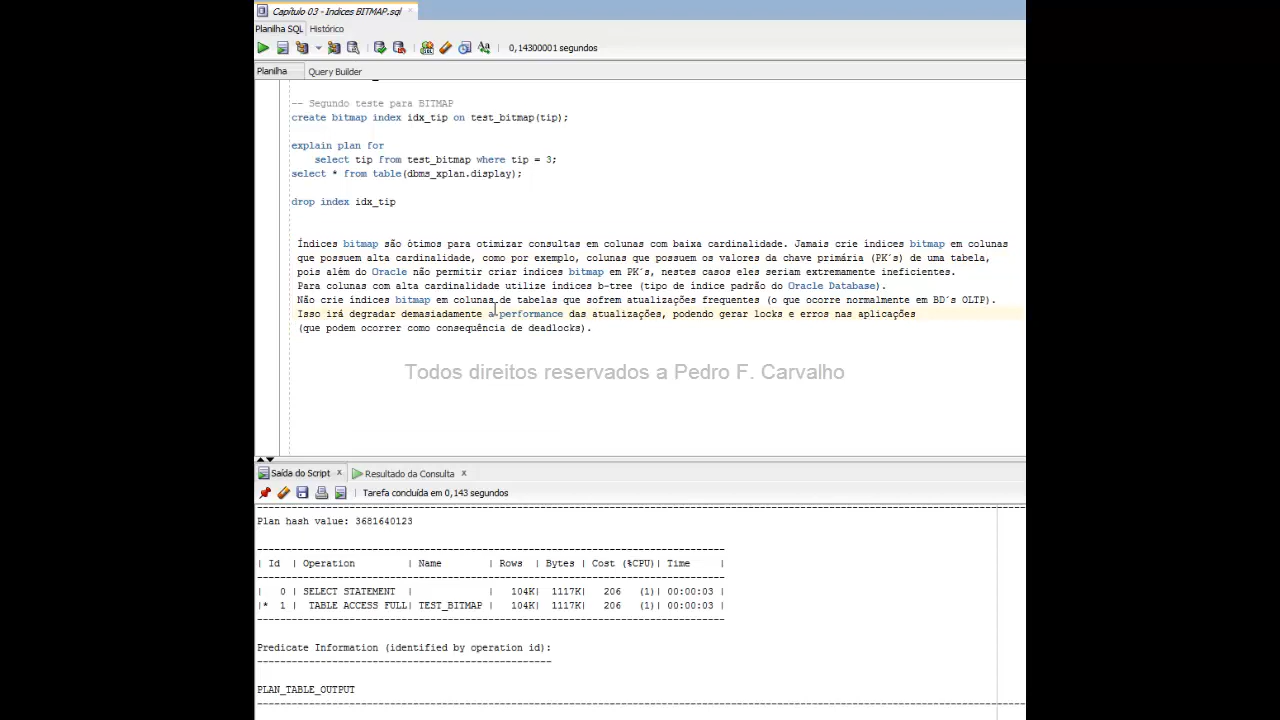 Capítulo 03 - Indices BITMAP.sql
Planilha SQL Histórico
0,14300001 segundos
Planilha Query Builder
-- Segundo teste para BITMAP
create bitmap index idx_tip on test_bitmap(tip);
explain plan for
select tip from test_bitmap where tip = 3;
select * from table(dbms_xplan.display);
drop index idx_tip
Índices bitmap são ótimos para otimizar consultas em colunas com baixa cardinalidade. Jamais crie índices bitmap em colunas
que possuem alta cardinalidade, como por exemplo, colunas que possuem os valores da chave primária (PK´s) de uma tabela,
pois além do Oracle não permitir criar índices bitmap em PK´s, nestes casos eles seriam extremamente ineficientes.
Para colunas com alta cardinalidade utilize índices b-tree (tipo de índice padrão do Oracle Database).
Não crie índices bitmap em colunas de tabelas que sofrem atualizações frequentes (o que ocorre normalmente em BD´s OLTP).
Isso irá degradar demasiadamente a performance das atualizações, podendo gerar locks e erros nas aplicações
(que podem ocorrer como consequência de deadlocks).
Todos direitos reservados a Pedro F. Carvalho
Saída do Script x Resultado da Consulta x
Tarefa concluída em 0,143 segundos
Plan hash value: 3681640123
| Id | Operation | Name | Rows | Bytes | Cost (%CPU)| Time |
| 0 | SELECT STATEMENT | | 104K| 1117K| 206 (1)| 00:00:03 |
|* 1 | TABLE ACCESS FULL| TEST_BITMAP | 104K| 1117K| 206 (1)| 00:00:03 |
Predicate Information (identified by operation id):
PLAN_TABLE_OUTPUT